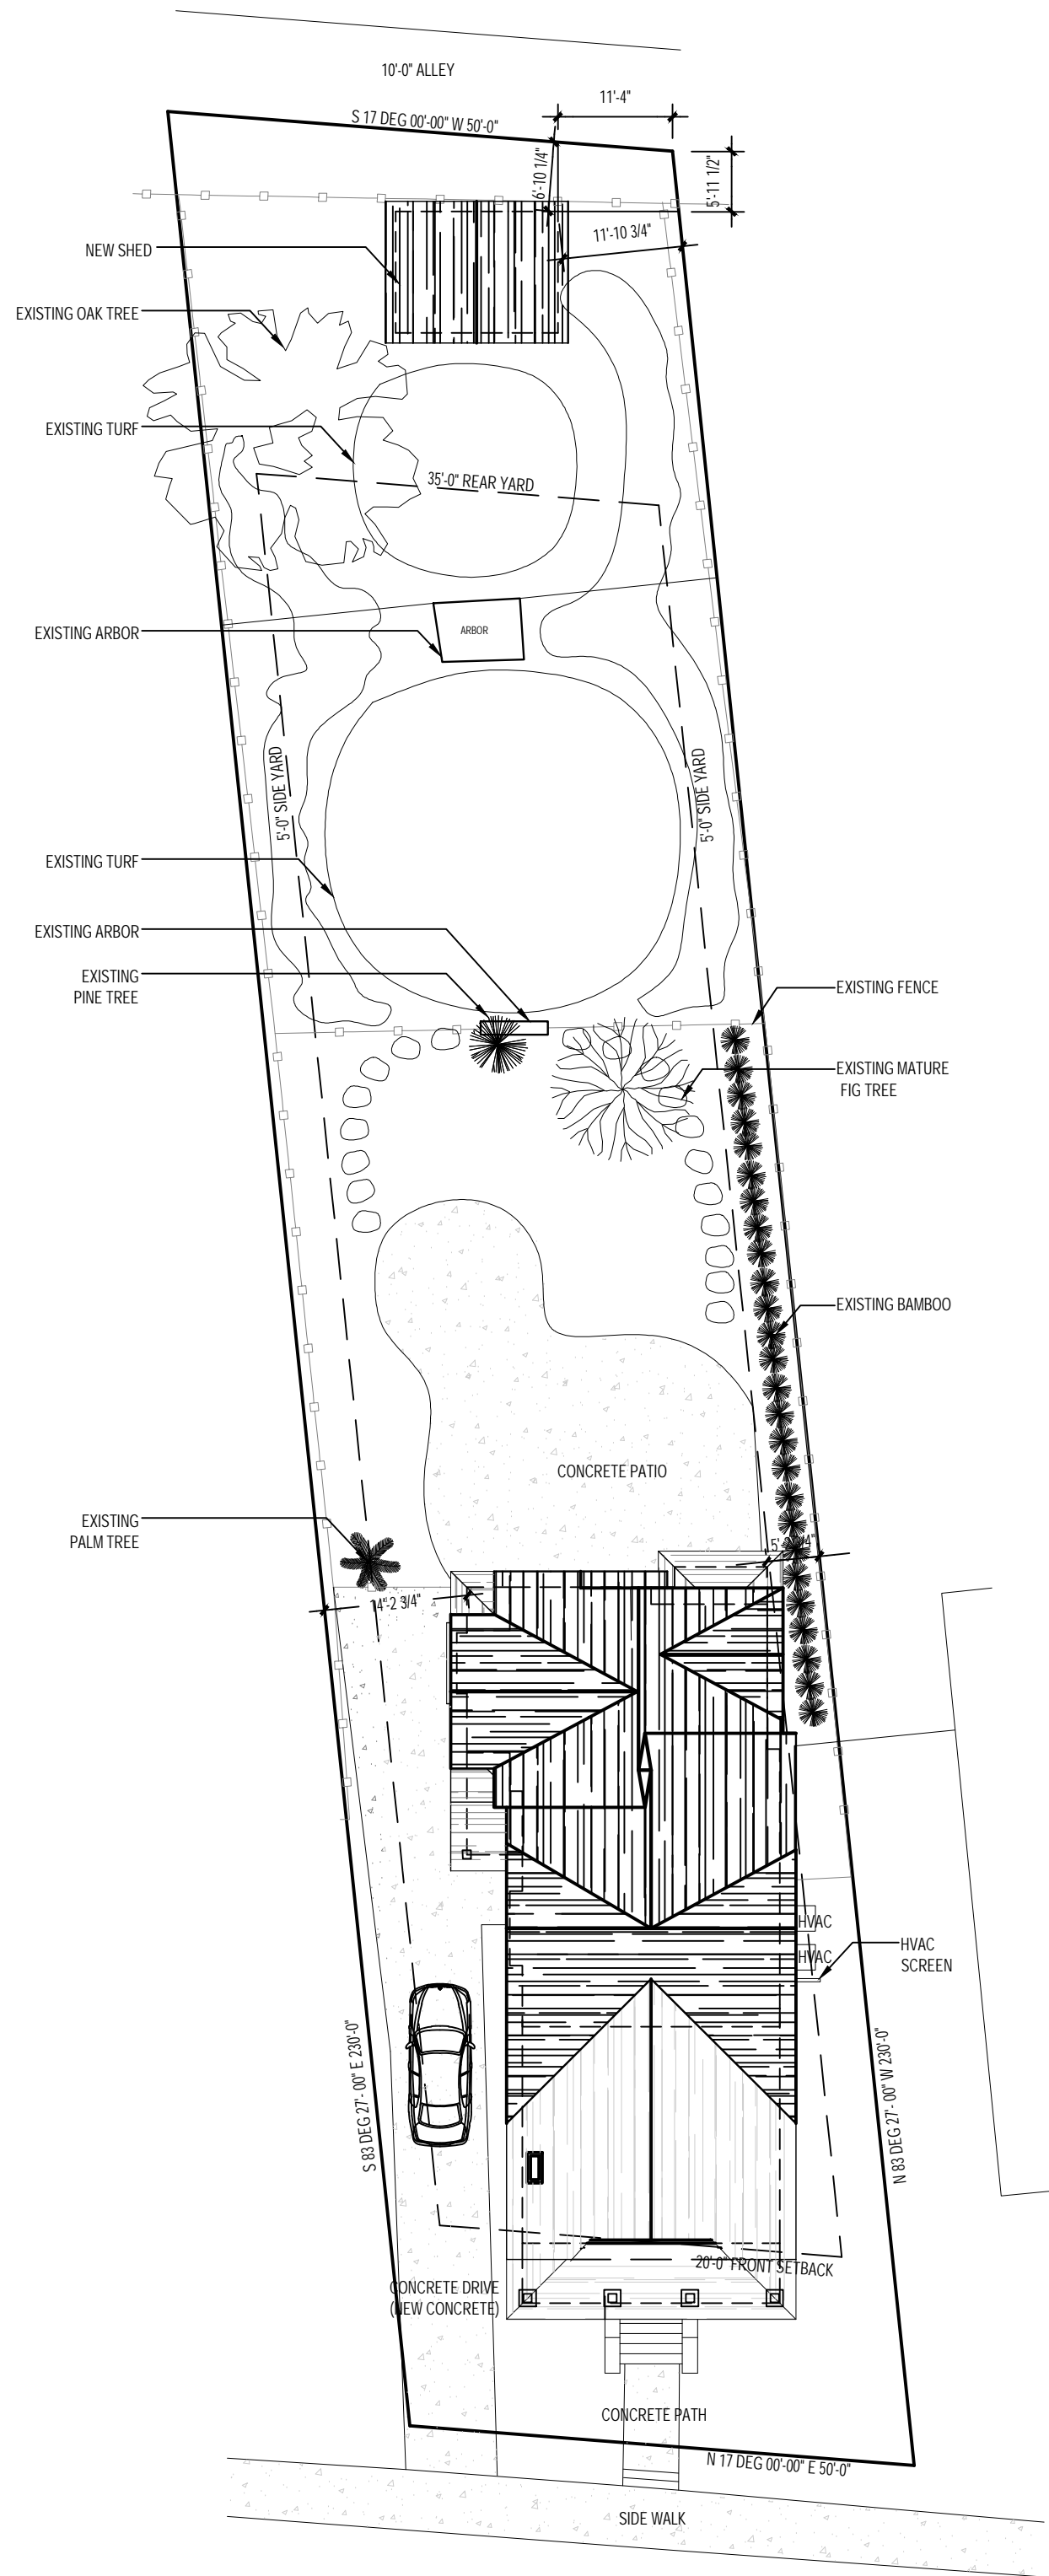 10'-0" ALLEY
11'-4"
S 17 DEG 00'-00" W 50'-0"
6'-10 1/4"
5'-11 1/2"
11'-10 3/4"
NEW SHED
EXISTING OAK TREE
EXISTING TURF
35'-0" REAR YARD
EXISTING ARBOR
ARBOR
5'-0" SIDE YARD
5'-0" SIDE YARD
EXISTING TURF
EXISTING ARBOR
EXISTING
PINE TREE
EXISTING FENCE
EXISTING MATURE
FIG TREE
EXISTING BAMBOO
CONCRETE PATIO
EXISTING
PALM TREE
14'-2 3/4"
HVAC
HVAC
HVAC
SCREEN
S 83 DEG 27'- 00" E 230'-0"
N 83 DEG 27'- 00" W 230'-0"
20'-0" FRONT SETBACK
CONCRETE DRIVE
(NEW CONCRETE)
CONCRETE PATH
N 17 DEG 00'-00" E 50'-0"
SIDE WALK